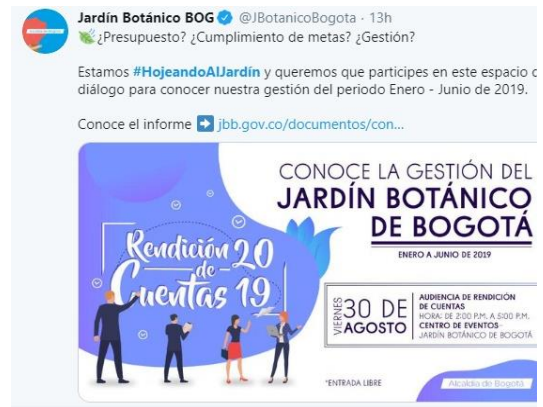 Jardín Botánico BOG @JBotanicoBogota · 13h
¿Presupuesto? ¿Cumplimiento de metas? ¿Gestión?
Estamos #HojeandoAlJardín y queremos que participes en este espacio d
diálogo para conocer nuestra gestión del periodo Enero - Junio de 2019.
Conoce el informe ➡ jbb.gov.co/documentos/con...
CONOCE LA GESTIÓN DEL
JARDÍN BOTÁNICO
DE BOGOTÁ
ENERO A JUNIO DE 2019
Rendición 20
de
Cuentas 19
VIERNES
30 DE
AGOSTO
AUDIENCIA DE RENDICIÓN
DE CUENTAS
HORA: DE 2:00 P.M. A 5:00 P.M.
CENTRO DE EVENTOS
JARDÍN BOTÁNICO DE BOGOTÁ
*ENTRADA LIBRE
Alcaldía de Bogotá